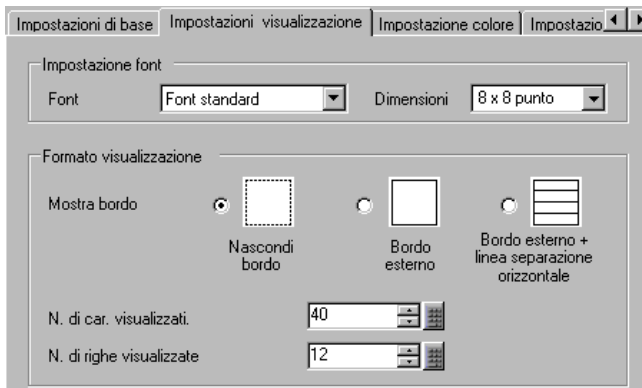 Impostazioni di base Impostazioni visualizzazione Impostazione colore Impostazio
Impostazione font
Font Font standard Dimensioni 8 x 8 punto
Formato visualizzazione
Mostra bordo
Nascondi bordo
Bordo esterno
Bordo esterno + linea separazione orizzontale
N. di car. visualizzati. 40
N. di righe visualizzate 12